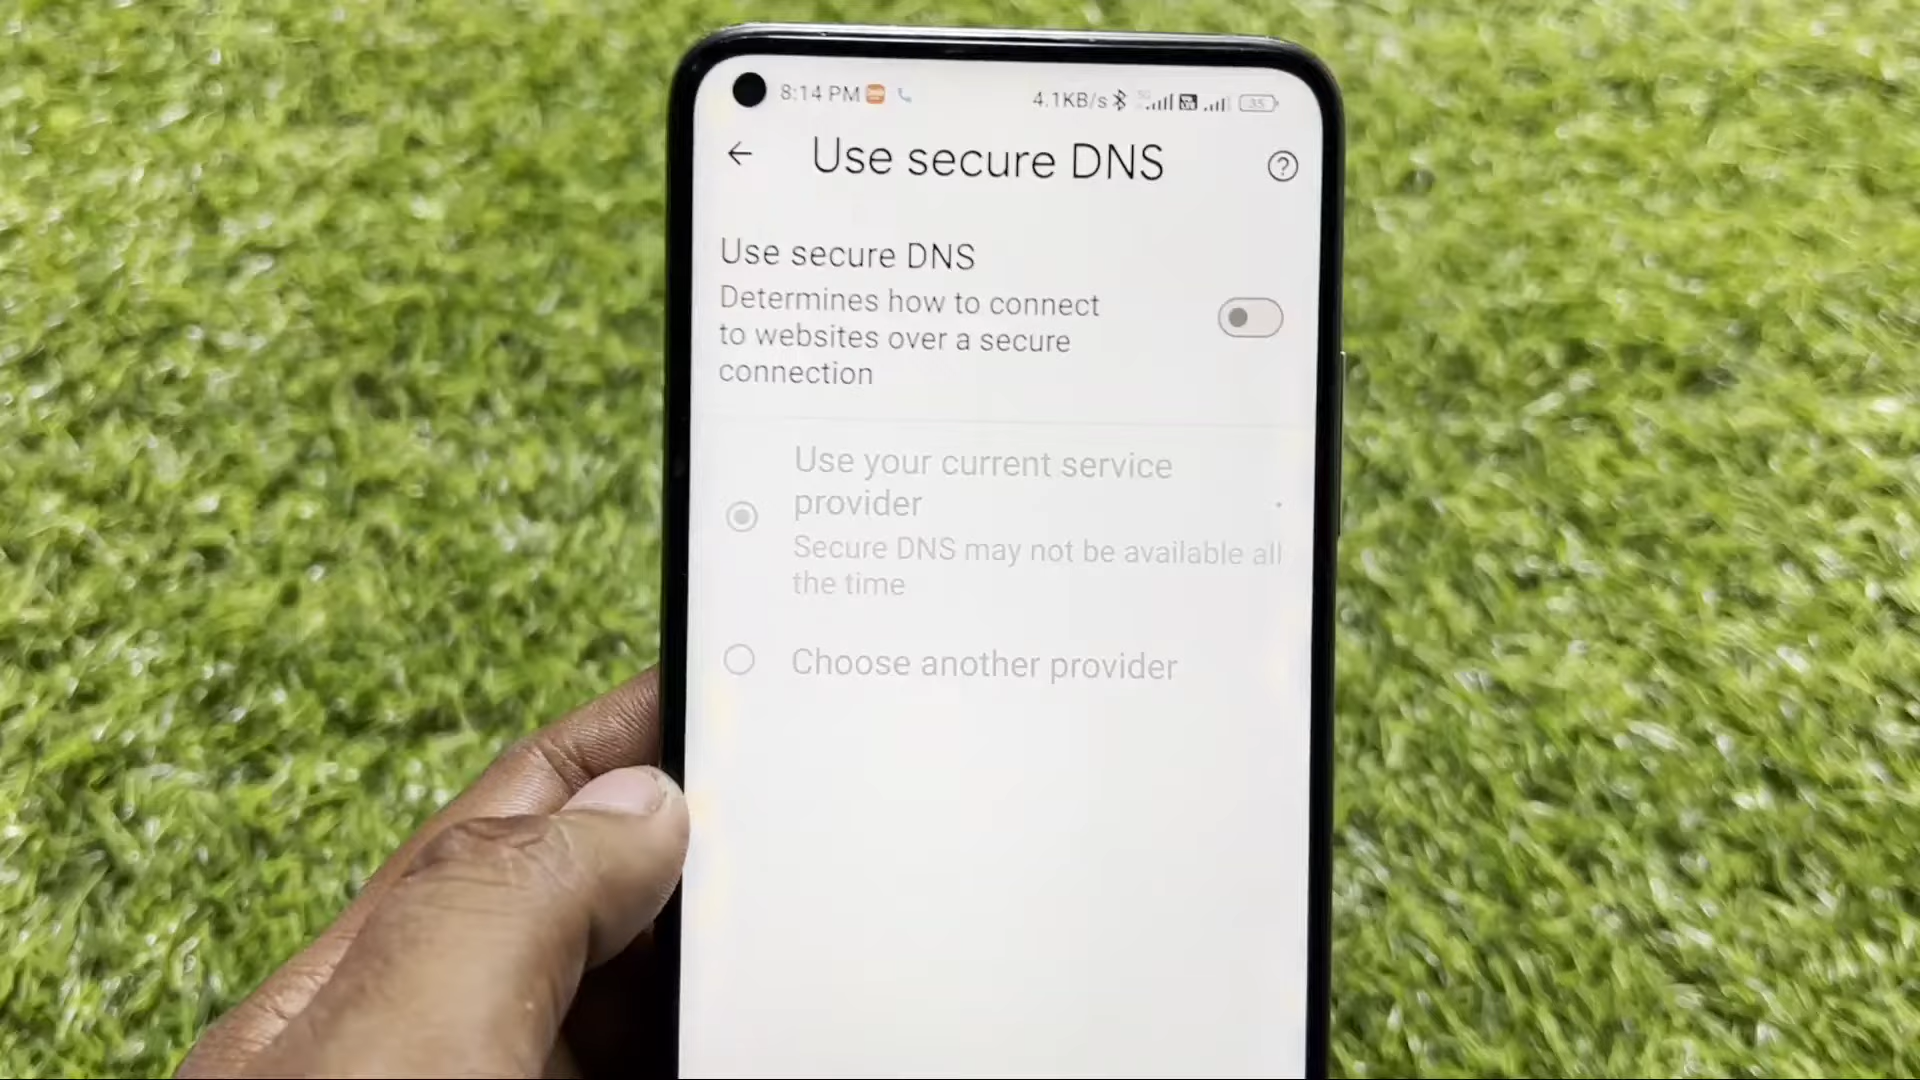 8:14 PM 4.1KB/s 35
Use secure DNS
Use secure DNS
Determines how to connect
to websites over a secure
connection
Use your current service
provider
Secure DNS may not be available all
the time
Choose another provider